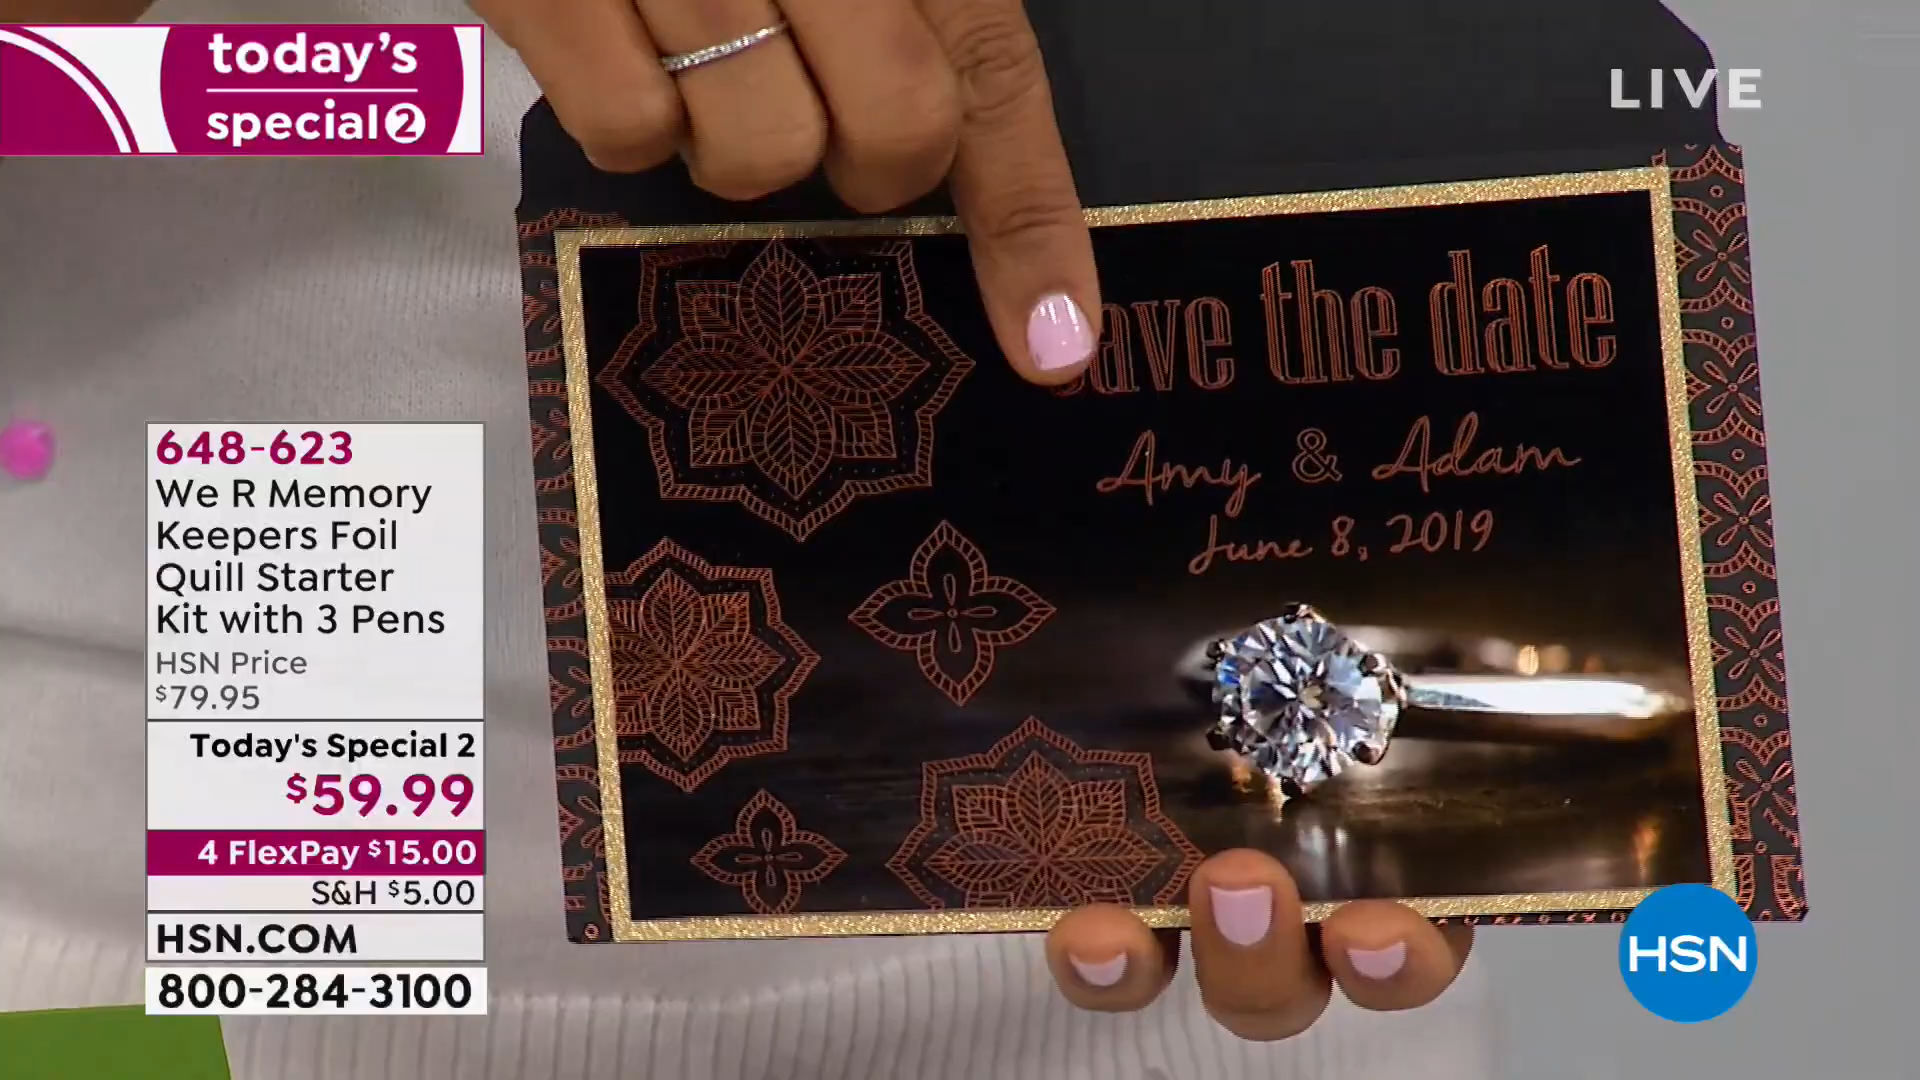 today's
special 2
LIVE
648-623
We R Memory
Keepers Foil
Quill Starter
Kit with 3 Pens
HSN Price
$79.95
Today's Special 2
$59.99
4 FlexPay $15.00
S&H $5.00
HSN.COM
800-284-3100
ave the date
Amy & Adam
June 8, 2019
HSN